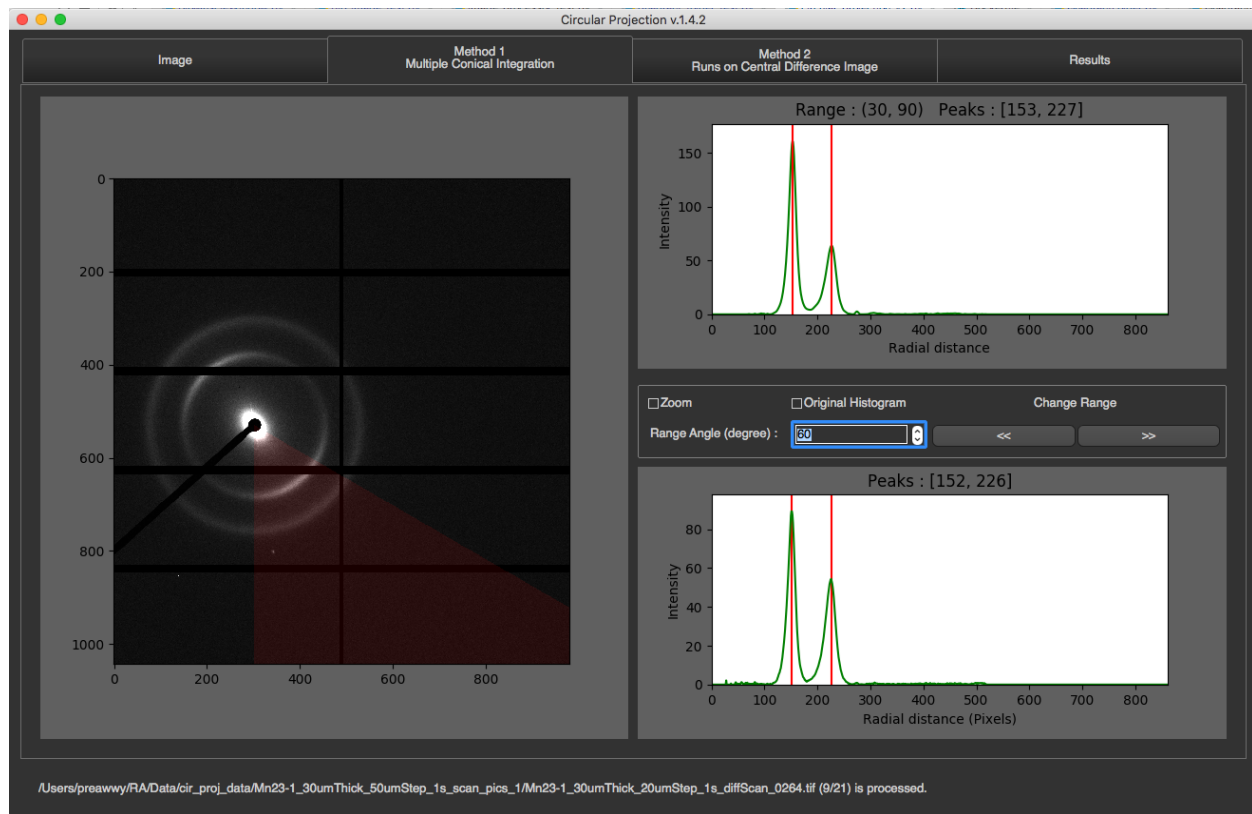 Circular Projection v.1.4.2
Image
Method 1
Multiple Conical Integration
Method 2
Runs on Central Difference Image
Results
0
200
400
600
800
1000
0 200 400 600 800
Range : (30, 90) Peaks : [153, 227]
150
100
50
0
Intensity
0 100 200 300 400 500 600 700 800
Radial distance
Zoom
Original Histogram
Change Range
Range Angle (degree) :
60
<<
>>
Peaks : [152, 226]
80
60
40
20
0
Intensity
0 100 200 300 400 500 600 700 800
Radial distance (Pixels)
/Users/preawwy/RA/Data/cir_proj_data/Mn23-1_30umThick_50umStep_1s_scan_pics_1/Mn23-1_30umThick_20umStep_1s_diffScan_0264.tif (9/21) is processed.